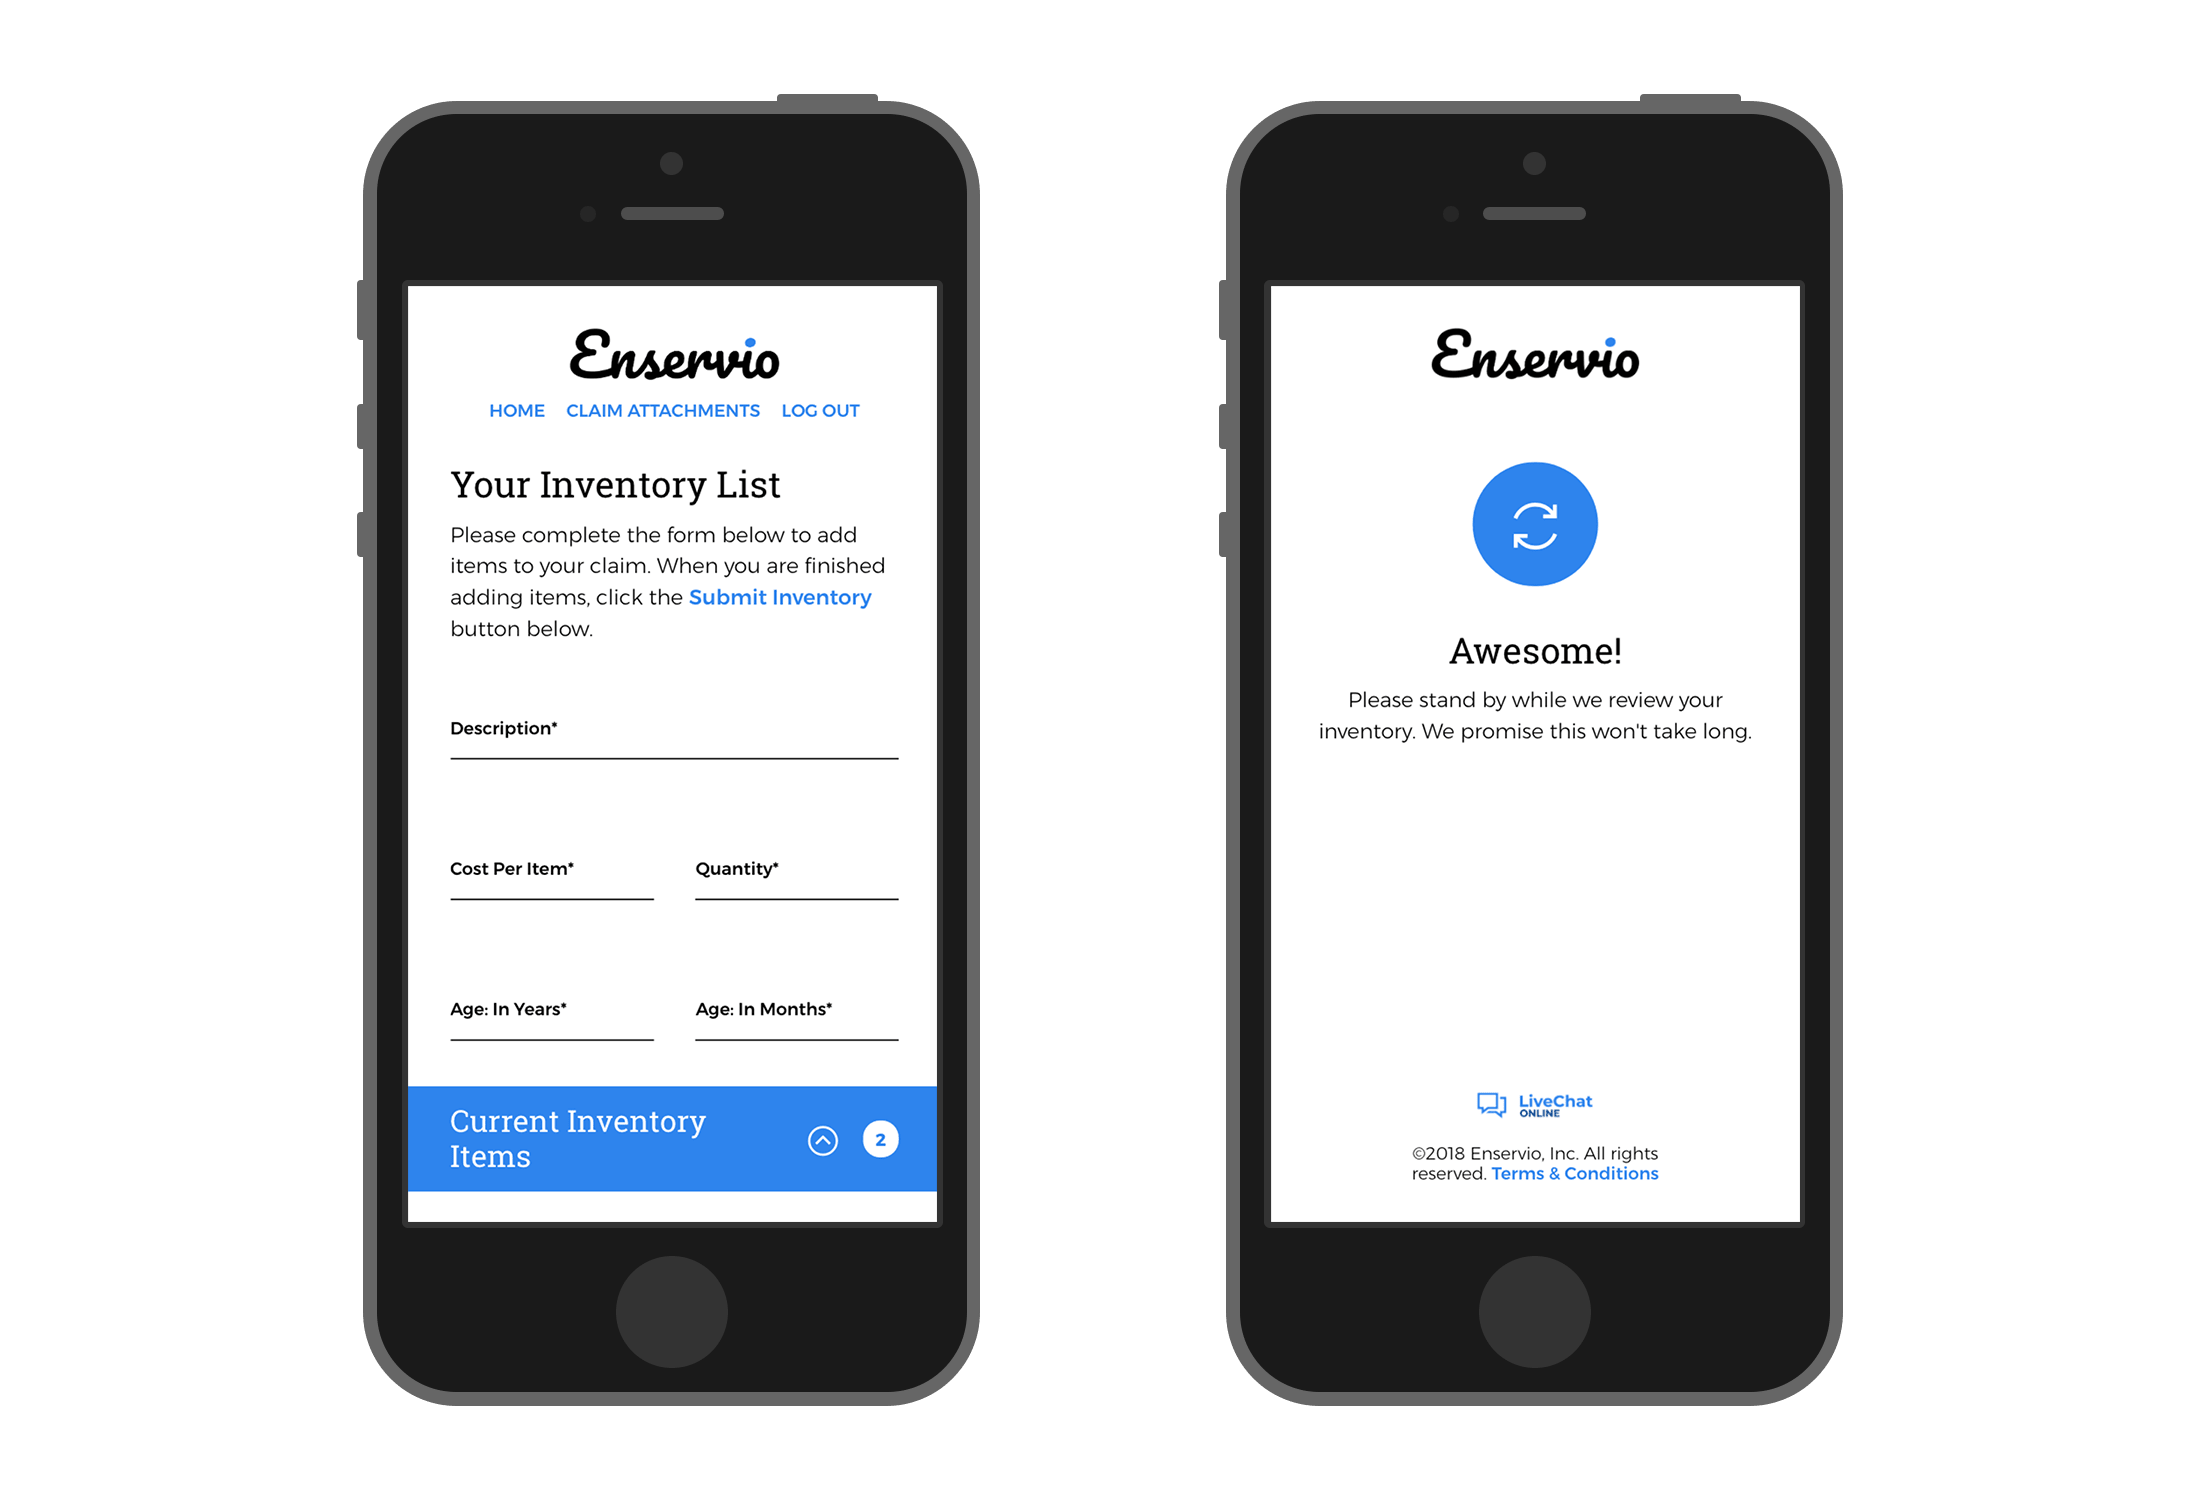 Enservio
HOME CLAIM ATTACHMENTS LOG OUT
Your Inventory List
Please complete the form below to add
items to your claim. When you are finished
adding items, click the Submit Inventory
button below.
Description*
Cost Per Item* Quantity*
Age: In Years* Age: In Months*
Current Inventory
Items
2
Enservio
Awesome!
Please stand by while we review your
inventory. We promise this won't take long.
LiveChat
ONLINE
©2018 Enservio, Inc. All rights
reserved. Terms & Conditions